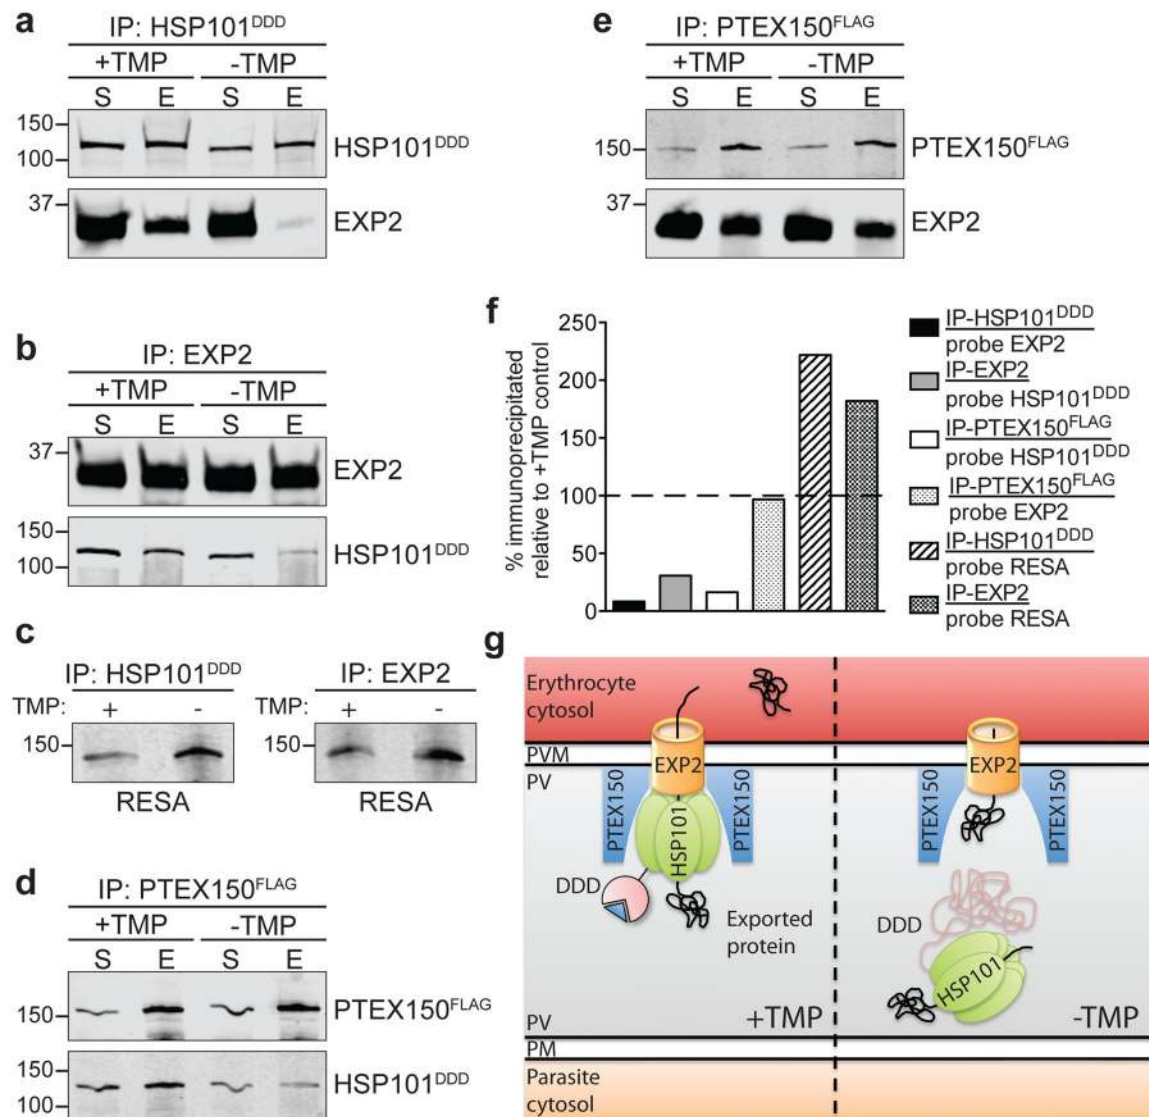 a
IP: HSP101DDD
+TMP -TMP
S E S E
150
100
HSP101DDD
37
EXP2
b
IP: EXP2
+TMP -TMP
S E S E
37
EXP2
150
100
HSP101DDD
c
IP: HSP101DDD IP: EXP2
TMP: + - TMP: + -
150 150
RESA RESA
d
IP: PTEX150FLAG
+TMP -TMP
S E S E
150
PTEX150FLAG
150
100
HSP101DDD
e
IP: PTEX150FLAG
+TMP -TMP
S E S E
150
PTEX150FLAG
37
EXP2
f
% immunoprecipitated
relative to +TMP control
250
200
150
100
50
0
IP-HSP101DDD
probe EXP2
IP-EXP2
probe HSP101DDD
IP-PTEX150FLAG
probe HSP101DDD
IP-PTEX150FLAG
probe EXP2
IP-HSP101DDD
probe RESA
IP-EXP2
probe RESA
g
Erythrocyte
cytosol
PVM
PV
EXP2 EXP2
PTEX150 PTEX150 PTEX150 PTEX150
HSP101
DDD
Exported
protein
DDD
HSP101
PV +TMP -TMP
PM
Parasite
cytosol